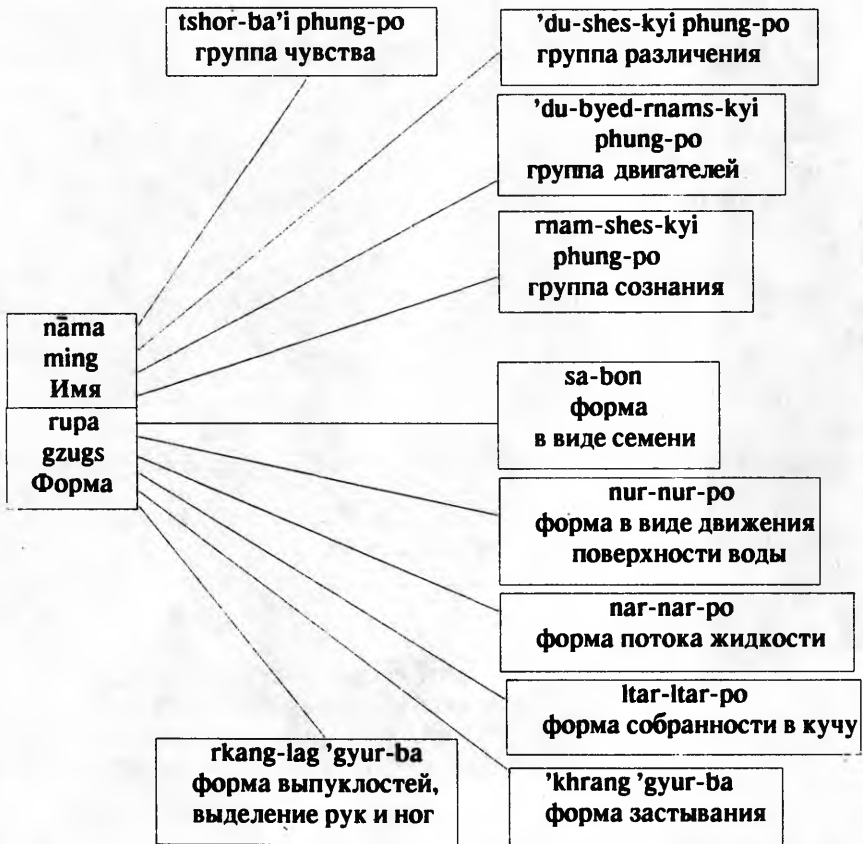 tshor-ba'i phung-po
группа чувства
'du-shes-kyi phung-po
группа различения
'du-byed-rnams-kyi
phung-po
группа двигателей
rnam-shes-kyi
phung-po
группа сознания
nāma
ming
Имя
rupa
gzugs
Форма
sa-bon
форма
в виде семени
nur-nur-po
форма в виде движения
поверхности воды
nar-nar-po
форма потока жидкости
ltar-ltar-po
форма собранности в кучу
rkang-lag 'gyur-ba
форма выпуклостей,
выделение рук и ног
'khrang 'gyur-ba
форма застывания